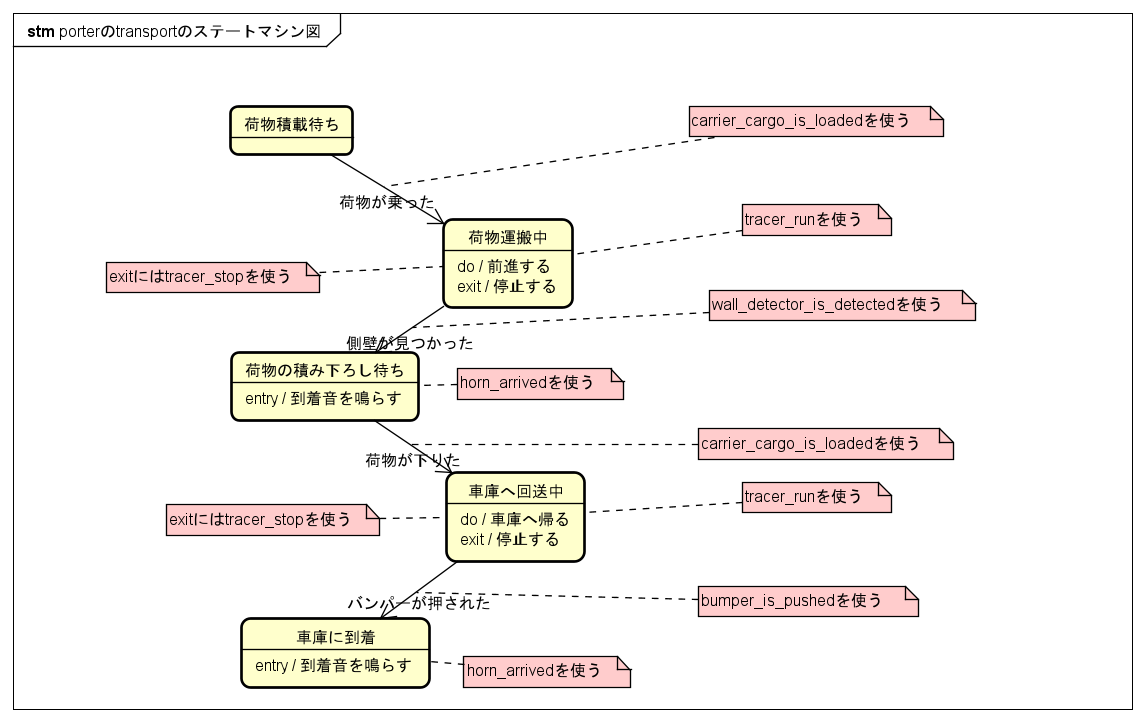 stm porterのtransportのステートマシン図
荷物積載待ち
carrier_cargo_is_loadedを使う
荷物が乗った
tracer_runを使う
荷物運搬中
do / 前進する
exit / 停止する
exitにはtracer_stopを使う
wall_detector_is_detectedを使う
側壁が見つかった
荷物の積み下ろし待ち
entry / 到着音を鳴らす
horn_arrivedを使う
carrier_cargo_is_loadedを使う
荷物が下りた
車庫へ回送中
do / 車庫へ帰る
exit / 停止する
tracer_runを使う
exitにはtracer_stopを使う
bumper_is_pushedを使う
バンパーが押された
車庫に到着
entry / 到着音を鳴らす
horn_arrivedを使う